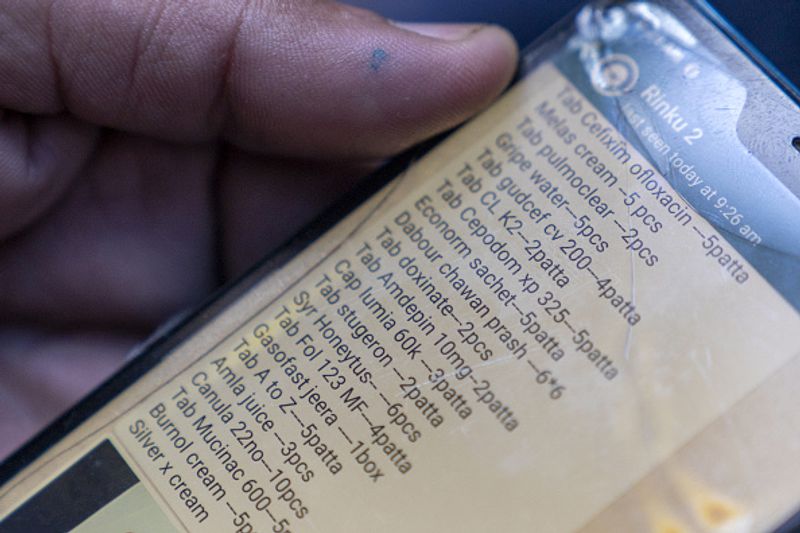 Rinku 2
last seen today at 9:26 am
Tab Cefixim ofloxacin ---5patta
Melas cream -5 pcs
Tab pulmoclear --2pcs
Gripe water--5pcs
Tab gudcef cv 200--4patta
Tab CL K2--2patta
Tab Cepodom xp 325--5patta
Econorm sachet--5patta
Dabour chawan prash --6*6
Tab doxinate--2pcs
Tab Amdepin 10mg-2patta
Cap lumia 60k --3patta
Tab stugeron --2patta
Syr Honeytus---6pcs
Tab Fol 123 MF--4patta
Gasofast jeera ---1box
Tab A to Z--5patta
Amla juice --3pcs
Canula 22no--10pcs
Tab Mucinac 600--5
Burnol cream --5p
Silver x cream